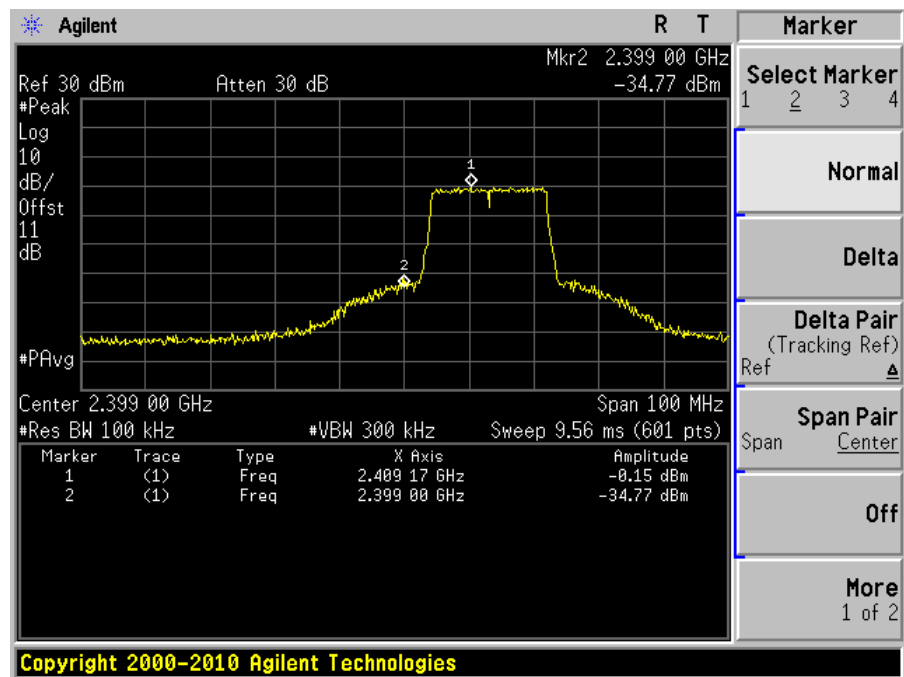 Agilent R T
Mkr2 2.399 00 GHz
Ref 30 dBm Atten 30 dB -34.77 dBm
#Peak
Log
10
dB/
Offst
11
dB
#PAvg
1
2
Center 2.399 00 GHz Span 100 MHz
#Res BW 100 kHz #VBW 300 kHz Sweep 9.56 ms (601 pts)
Marker Trace Type X Axis Amplitude
1 (1) Freq 2.409 17 GHz -0.15 dBm
2 (1) Freq 2.399 00 GHz -34.77 dBm
Copyright 2000-2010 Agilent Technologies
Marker
Select Marker
1 2 3 4
Normal
Delta
Delta Pair
(Tracking Ref)
Ref Δ
Span Pair
Span Center
Off
More
1 of 2